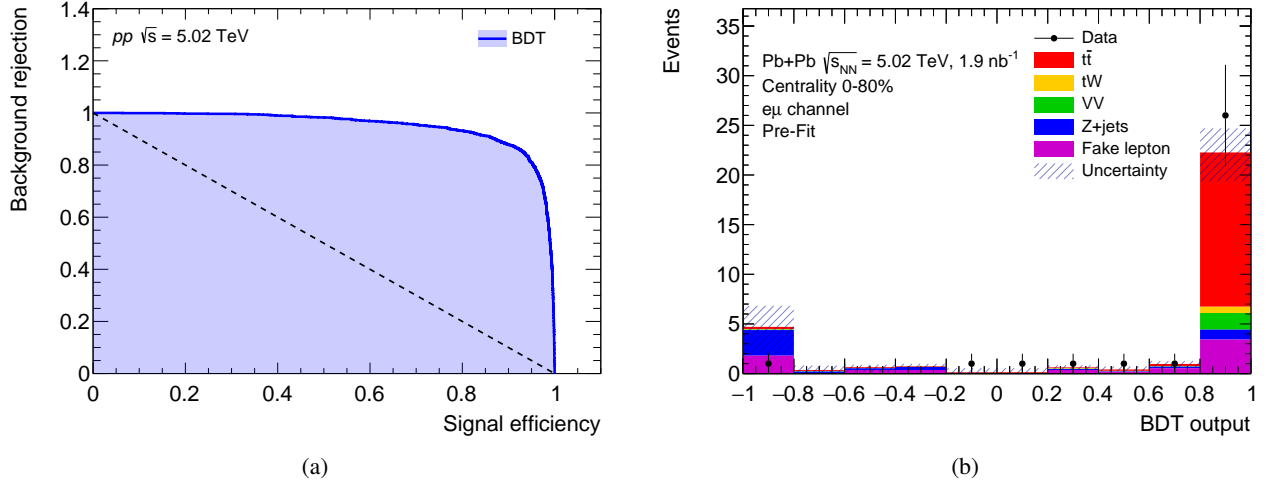 Background rejection
1.4
1.2
1
0.8
0.6
0.4
0.2
0
pp √s = 5.02 TeV
BDT
0 0.2 0.4 0.6 0.8 1
Signal efficiency
(a)
Events
35
30
25
20
15
10
5
0
Pb+Pb √s_NN = 5.02 TeV, 1.9 nb⁻¹
Centrality 0-80%
eμ channel
Pre-Fit
Data
tt̄
tW
VV
Z+jets
Fake lepton
Uncertainty
−1 −0.8 −0.6 −0.4 −0.2 0 0.2 0.4 0.6 0.8 1
BDT output
(b)